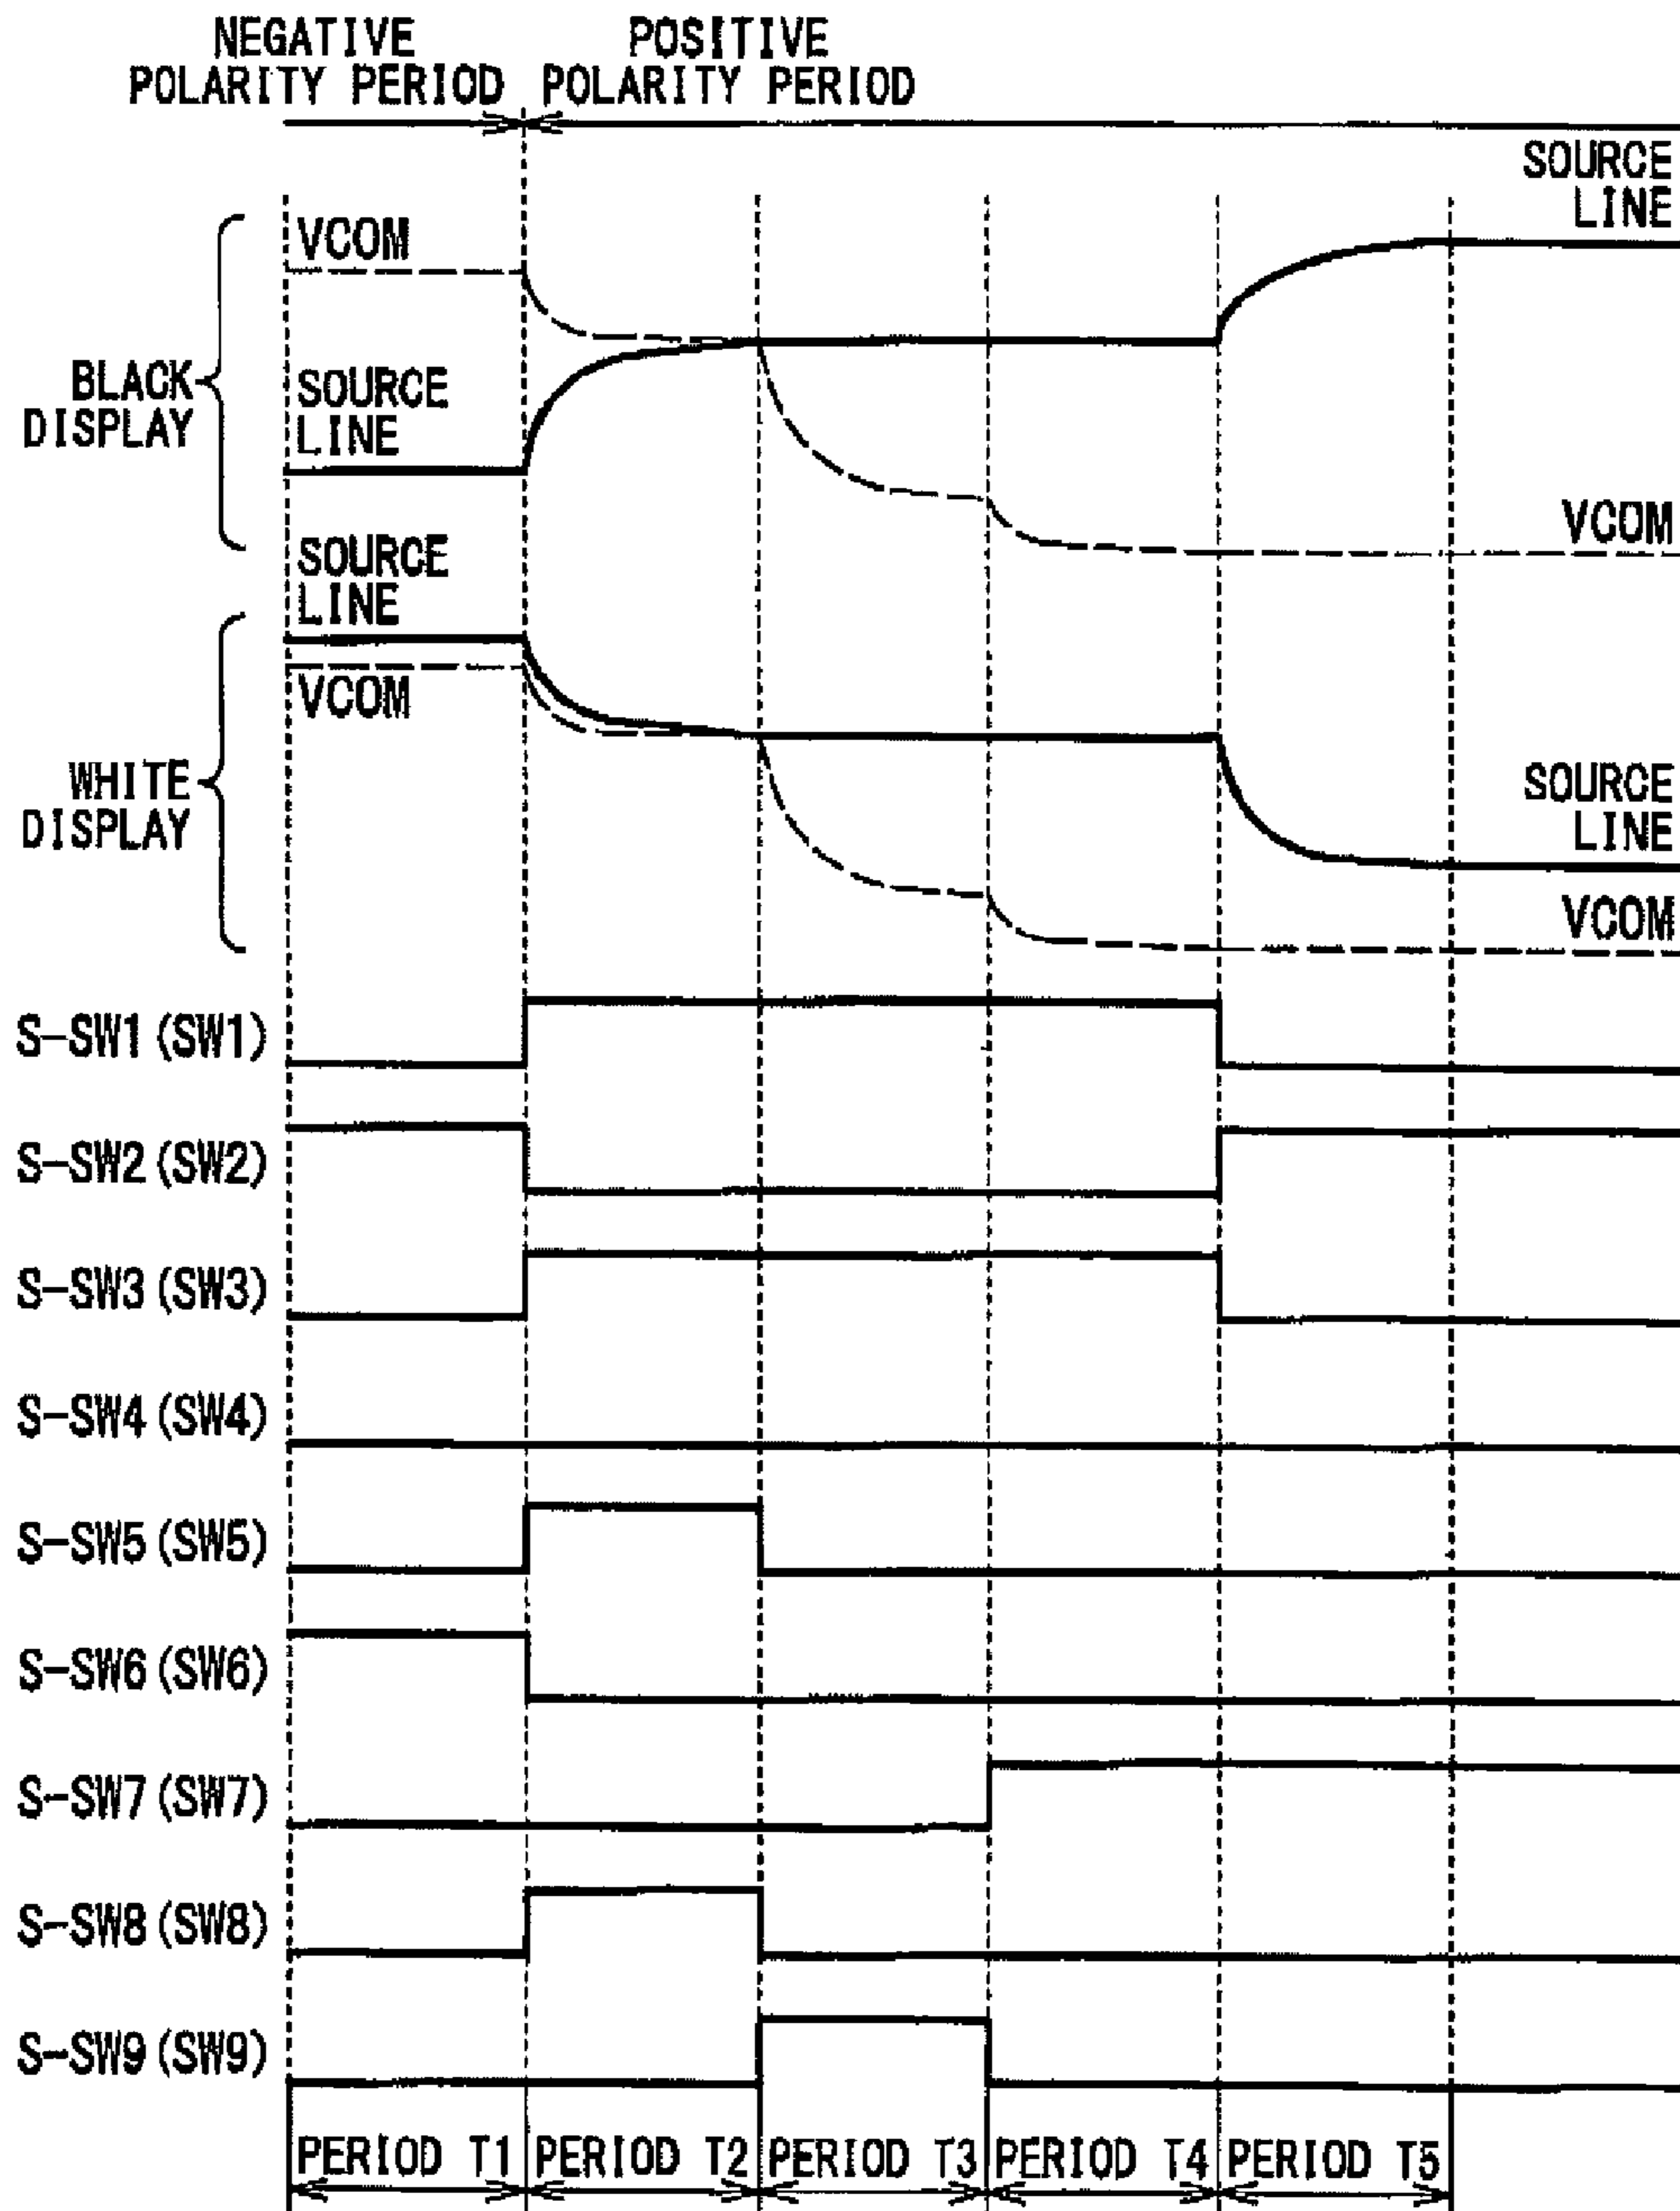 NEGATIVE
POLARITY PERIOD
POSITIVE
POLARITY PERIOD
SOURCE
LINE
VCOM
BLACK
DISPLAY
SOURCE
LINE
VCOM
SOURCE
LINE
VCOM
WHITE
DISPLAY
SOURCE
LINE
VCOM
S-SW1(SW1)
S-SW2(SW2)
S-SW3(SW3)
S-SW4(SW4)
S-SW5(SW5)
S-SW6(SW6)
S-SW7(SW7)
S-SW8(SW8)
S-SW9(SW9)
PERIOD T1 PERIOD T2 PERIOD T3 PERIOD T4 PERIOD T5